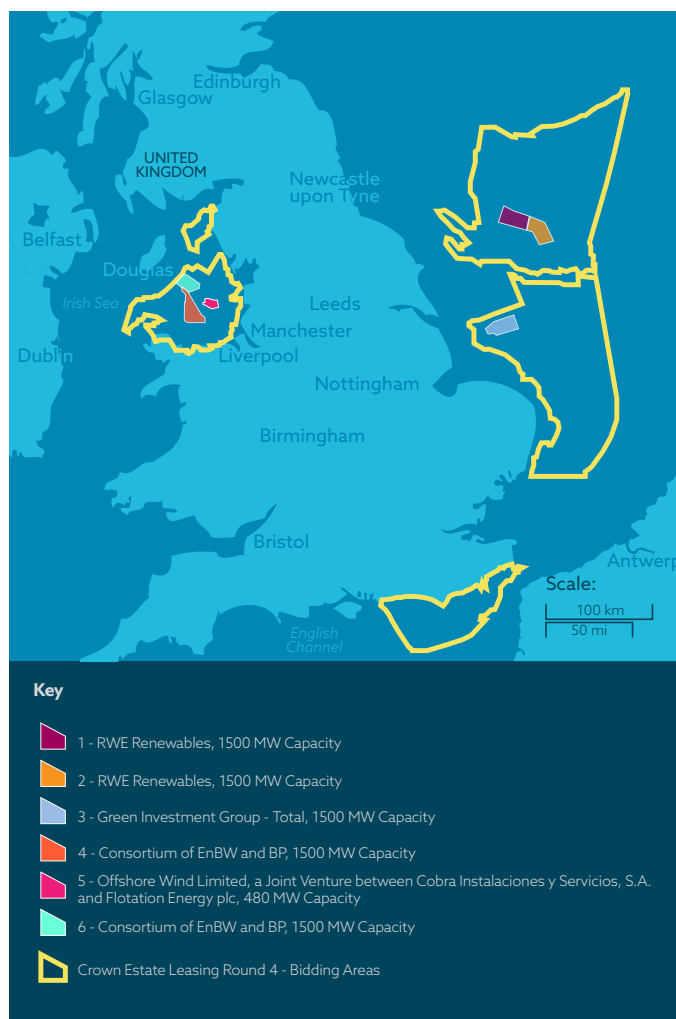 Edinburgh
Glasgow
UNITED
KINGDOM
Newcastle
upon Tyne
Belfast
Douglas
Irish Sea
Leeds
Manchester
Dublin
Liverpool
Nottingham
Birmingham
Bristol
Antwerp
Scale:
100 km
50 mi
English
Channel
Key
1 - RWE Renewables, 1500 MW Capacity
2 - RWE Renewables, 1500 MW Capacity
3 - Green Investment Group - Total, 1500 MW Capacity
4 - Consortium of EnBW and BP, 1500 MW Capacity
5 - Offshore Wind Limited, a Joint Venture between Cobra Instalaciones y Servicios, S.A.
and Flotation Energy plc, 480 MW Capacity
6 - Consortium of EnBW and BP, 1500 MW Capacity
Crown Estate Leasing Round 4 - Bidding Areas